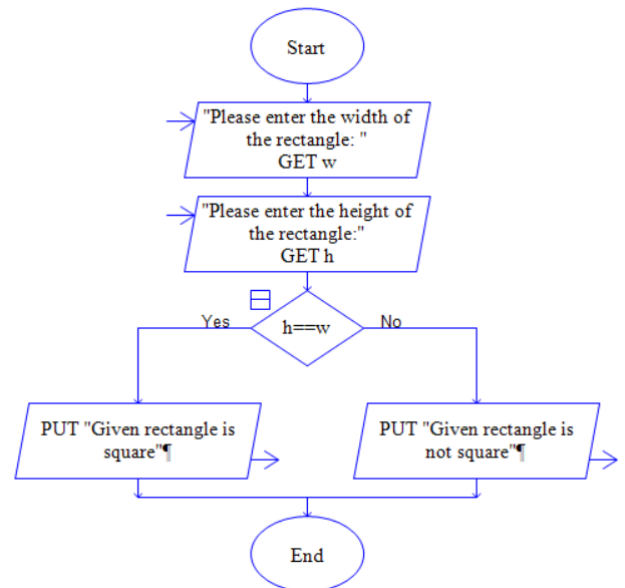 Start
"Please enter the width of
the rectangle: "
GET w
"Please enter the height of
the rectangle:"
GET h
Yes
h==w
No
PUT "Given rectangle is
square"¶
PUT "Given rectangle is
not square"¶
End